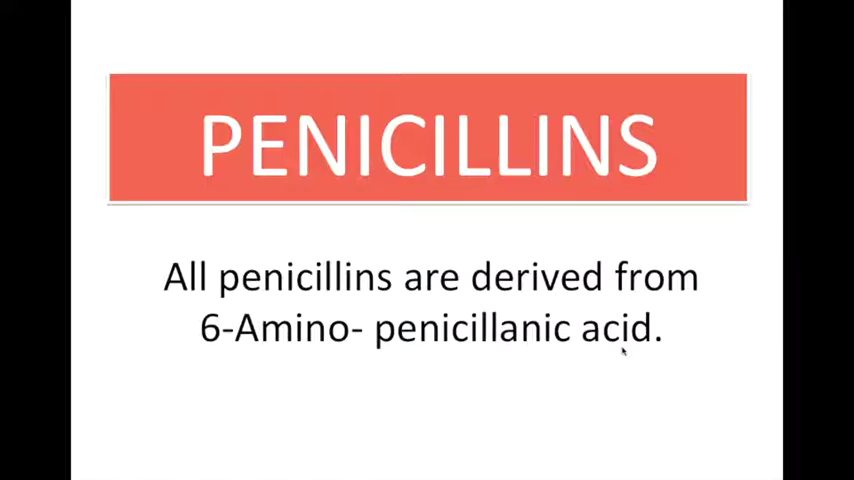 PENICILLINS
All penicillins are derived from
6-Amino- penicillanic acid.